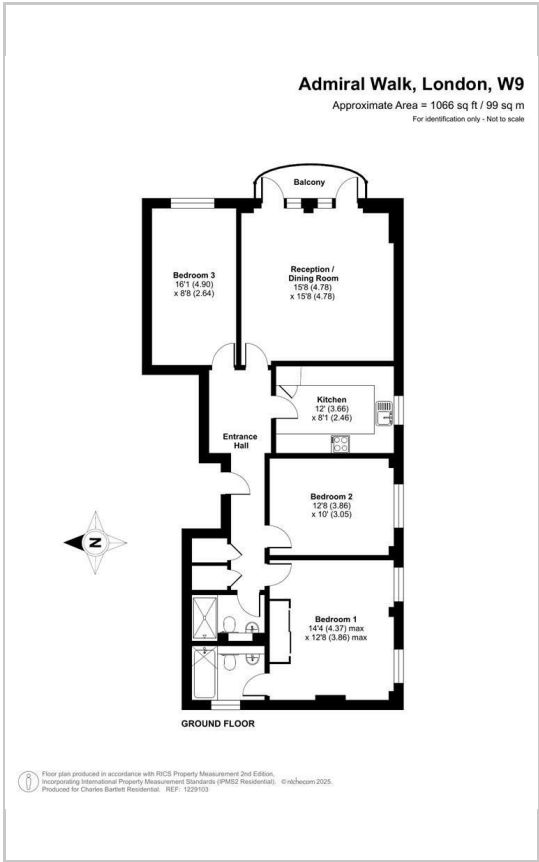 Admiral Walk, London, W9
Approximate Area = 1066 sq ft / 99 sq m
For identification only - Not to scale
Balcony
Bedroom 3
16'1 (4.90)
x 8'8 (2.64)
Reception /
Dining Room
15'8 (4.78)
x 15'8 (4.78)
Kitchen
12' (3.66)
x 8'1 (2.46)
Entrance
Hall
Bedroom 2
12'8 (3.86)
x 10' (3.05)
N
Bedroom 1
14'4 (4.37) max
x 12'8 (3.86) max
GROUND FLOOR
Floor plan produced in accordance with RICS Property Measurement 2nd Edition,
Incorporating International Property Measurement Standards (IPMS2 Residential). © nichecom 2025.
Produced for Charles Bartlett Residential. REF: 1229103